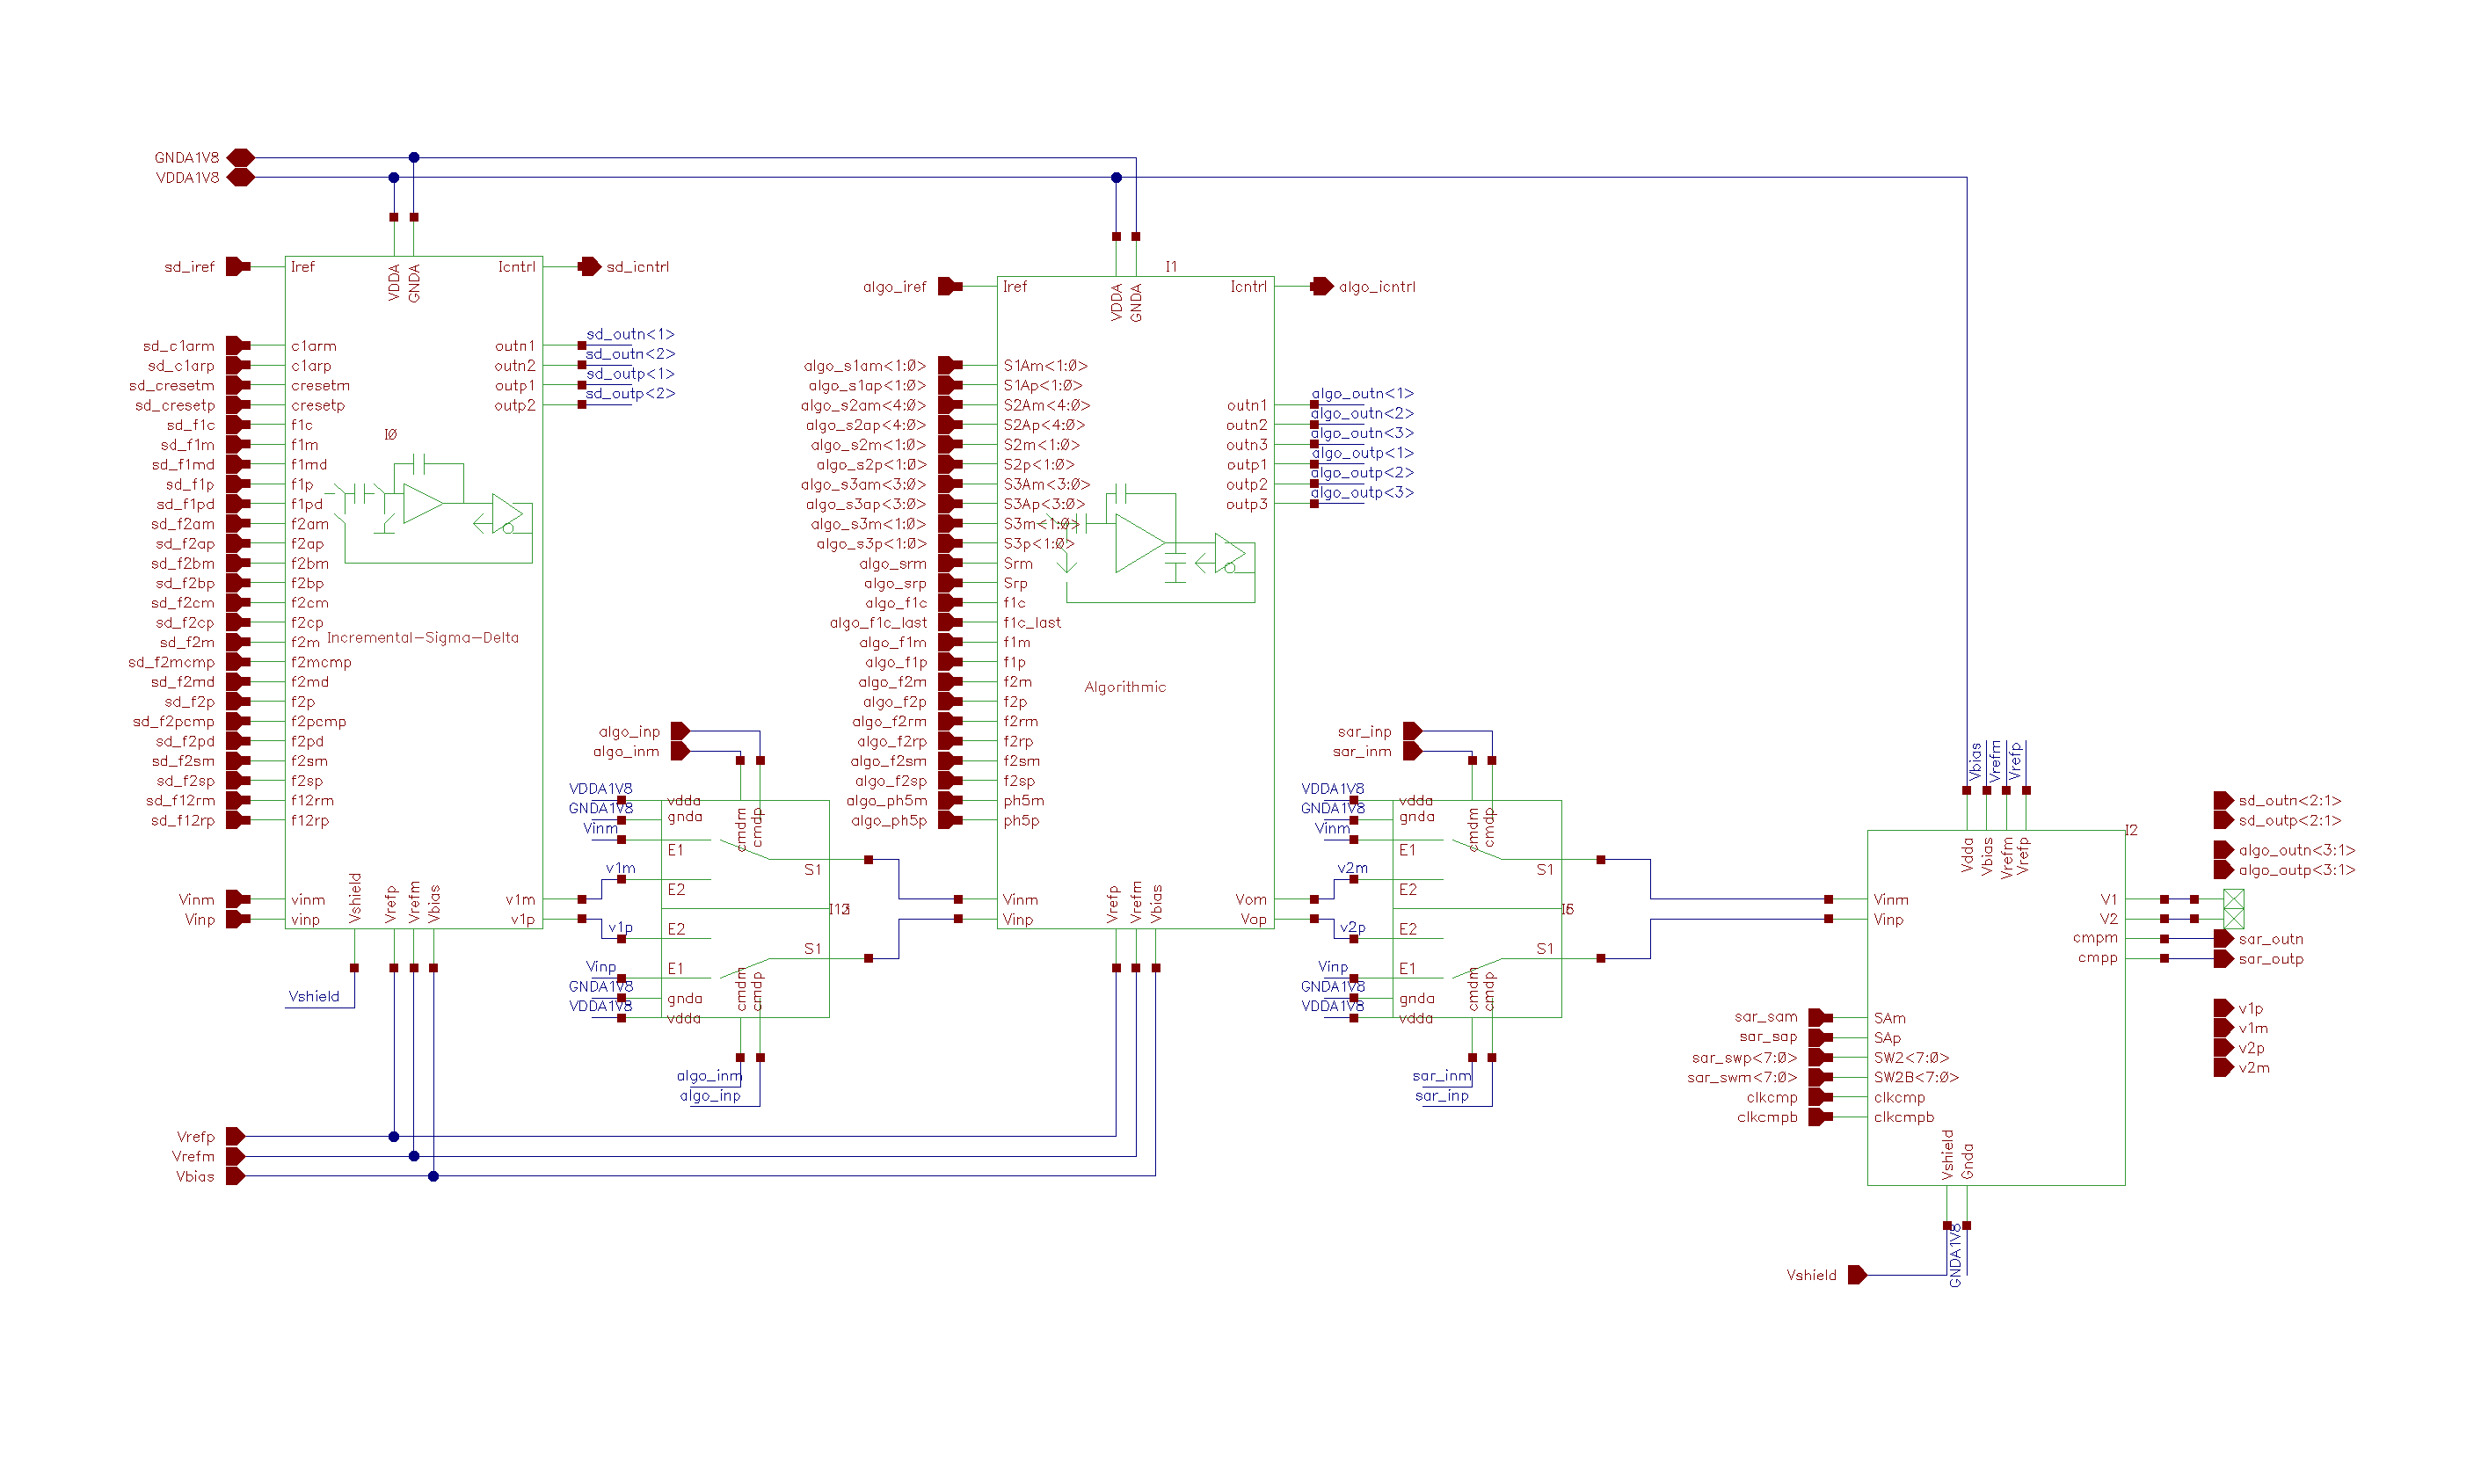 GNDA1V8
VDDA1V8
sd_iref
Iref
VDDA
GNDA
Icntrl
sd_icntrl
sd_c1arm
sd_c1arp
sd_cresetm
sd_cresetp
sd_f1c
sd_f1m
sd_f1md
sd_f1p
sd_f1pd
sd_f2am
sd_f2ap
sd_f2bm
sd_f2bp
sd_f2cm
sd_f2cp
sd_f2m
sd_f2mcmp
sd_f2md
sd_f2p
sd_f2pcmp
sd_f2pd
sd_f2sm
sd_f2sp
sd_f12rm
sd_f12rp
Vinm
Vinp
c1arm
c1arp
cresetm
cresetp
f1c
f1m
f1md
f1p
f1pd
f2am
f2ap
f2bm
f2bp
f2cm
f2cp
f2m
f2mcmp
f2md
f2p
f2pcmp
f2pd
f2sm
f2sp
f12rm
f12rp
vinm
vinp
I0
Incremental-Sigma-Delta
outn1
outn2
outp1
outp2
sd_outn<1>
sd_outn<2>
sd_outp<1>
sd_outp<2>
v1m
v1p
Vshield
Vrefp
Vrefm
Vbias
Vshield
Vrefp
Vrefm
Vbias
algo_inp
algo_inm
VDDA1V8
GNDA1V8
Vinm
v1m
v1p
Vinp
GNDA1V8
VDDA1V8
vdda
gnda
E1
E2
E2
E1
gnda
vdda
cmdm
cmdp
S1
S1
cmdm
cmdp
algo_inm
algo_inp
I1
algo_iref
Iref
VDDA
GNDA
Icntrl
algo_icntrl
algo_s1am<1:0>
algo_s1ap<1:0>
algo_s2am<4:0>
algo_s2ap<4:0>
algo_s2m<1:0>
algo_s2p<1:0>
algo_s3am<3:0>
algo_s3ap<3:0>
algo_s3m<1:0>
algo_s3p<1:0>
algo_srm
algo_srp
algo_f1c
algo_f1c_last
algo_f1m
algo_f1p
algo_f2m
algo_f2p
algo_f2rm
algo_f2rp
algo_f2sm
algo_f2sp
algo_ph5m
algo_ph5p
S1Am<1:0>
S1Ap<1:0>
S2Am<4:0>
S2Ap<4:0>
S2m<1:0>
S2p<1:0>
S3Am<3:0>
S3Ap<3:0>
S3m<1:0>
S3p<1:0>
Srm
Srp
f1c
f1c_last
f1m
f1p
f2m
f2p
f2rm
f2rp
f2sm
f2sp
ph5m
ph5p
Vinm
Vinp
Algorithmic
outn1
outn2
outn3
outp1
outp2
outp3
algo_outn<1>
algo_outn<2>
algo_outn<3>
algo_outp<1>
algo_outp<2>
algo_outp<3>
Vrefp
Vrefm
Vbias
Vom
Vop
sar_inp
sar_inm
VDDA1V8
GNDA1V8
Vinm
v2m
v2p
Vinp
GNDA1V8
VDDA1V8
vdda
gnda
E1
E2
E2
E1
gnda
vdda
cmdm
cmdp
S1
S1
cmdm
cmdp
sar_inm
sar_inp
Vbias
Vrefm
Vrefp
I2
Vdda
Vbias
Vrefm
Vrefp
Vinm
Vinp
V1
V2
cmpm
cmpp
sar_sam
sar_sap
sar_swp<7:0>
sar_swm<7:0>
clkcmp
clkcmpb
SAm
SAp
SW2<7:0>
SW2B<7:0>
clkcmp
clkcmpb
Vshield
Gnda
Vshield
GNDA1V8
sd_outn<2:1>
sd_outp<2:1>
algo_outn<3:1>
algo_outp<3:1>
sar_outn
sar_outp
v1p
v1m
v2p
v2m